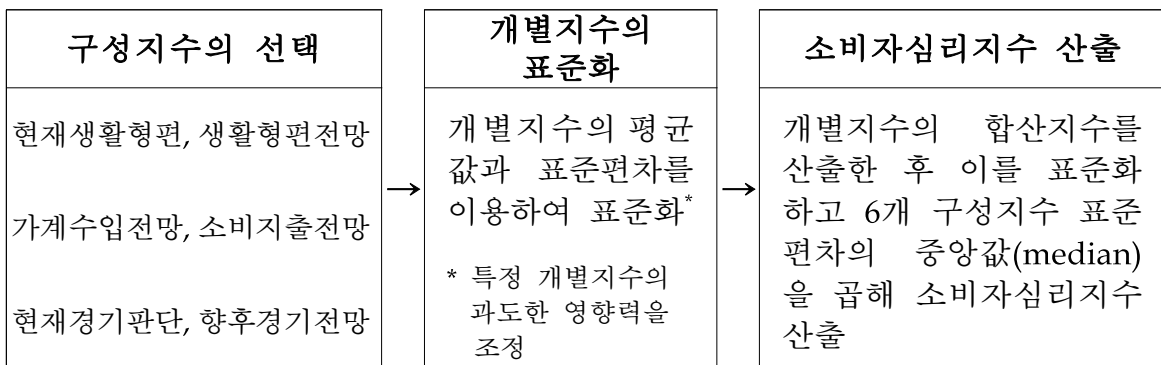 구성지수의 선택
현재생활형편, 생활형편전망
가계수입전망, 소비지출전망
현재경기판단, 향후경기전망
→
개별지수의
표준화
개별지수의 평균
값과 표준편차를
이용하여 표준화*
* 특정 개별지수의
과도한 영향력을
조정
→
소비자심리지수 산출
개별지수의 합산지수를
산출한 후 이를 표준화
하고 6개 구성지수 표준
편차의 중앙값(median)
을 곱해 소비자심리지수
산출